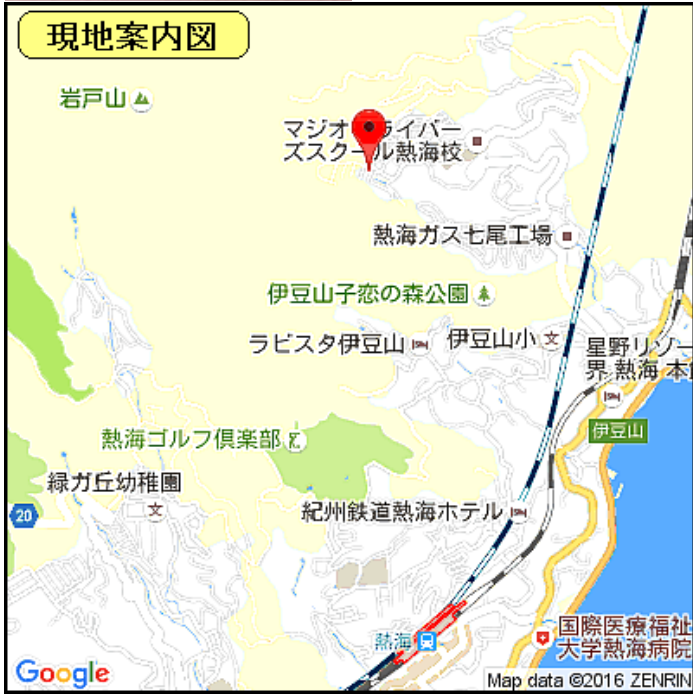 現地案内図
岩戸山
マジオ ライバー
ズスクール熱海校
熱海ガス七尾工場
伊豆山子恋の森公園
ラビスタ伊豆山
伊豆山小
星野リゾー
界 熱海 本
伊豆山
熱海ゴルフ倶楽部
緑ガ丘幼稚園
20
紀州鉄道熱海ホテル
熱海
国際医療福祉
大学熱海病院
Google
Map data ©2016 ZENRIN